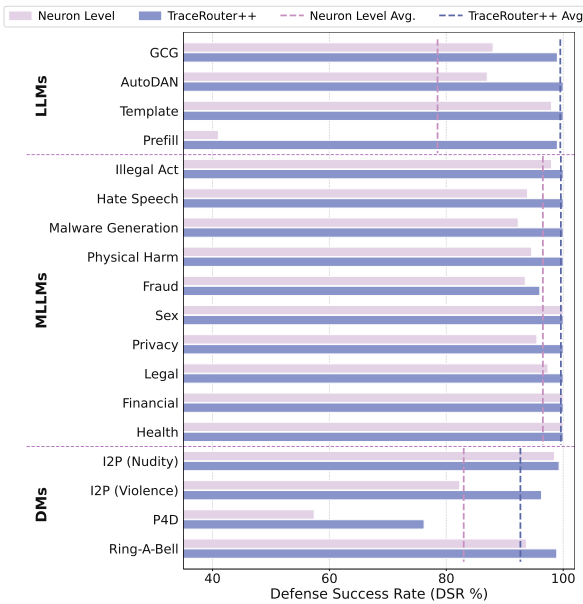 Neuron Level
TraceRouter++
Neuron Level Avg.
TraceRouter++ Avg
LLMs
GCG
AutoDAN
Template
Prefill
MLLMs
Illegal Act
Hate Speech
Malware Generation
Physical Harm
Fraud
Sex
Privacy
Legal
Financial
Health
DMs
I2P (Nudity)
I2P (Violence)
P4D
Ring-A-Bell
40 60 80 100
Defense Success Rate (DSR %)